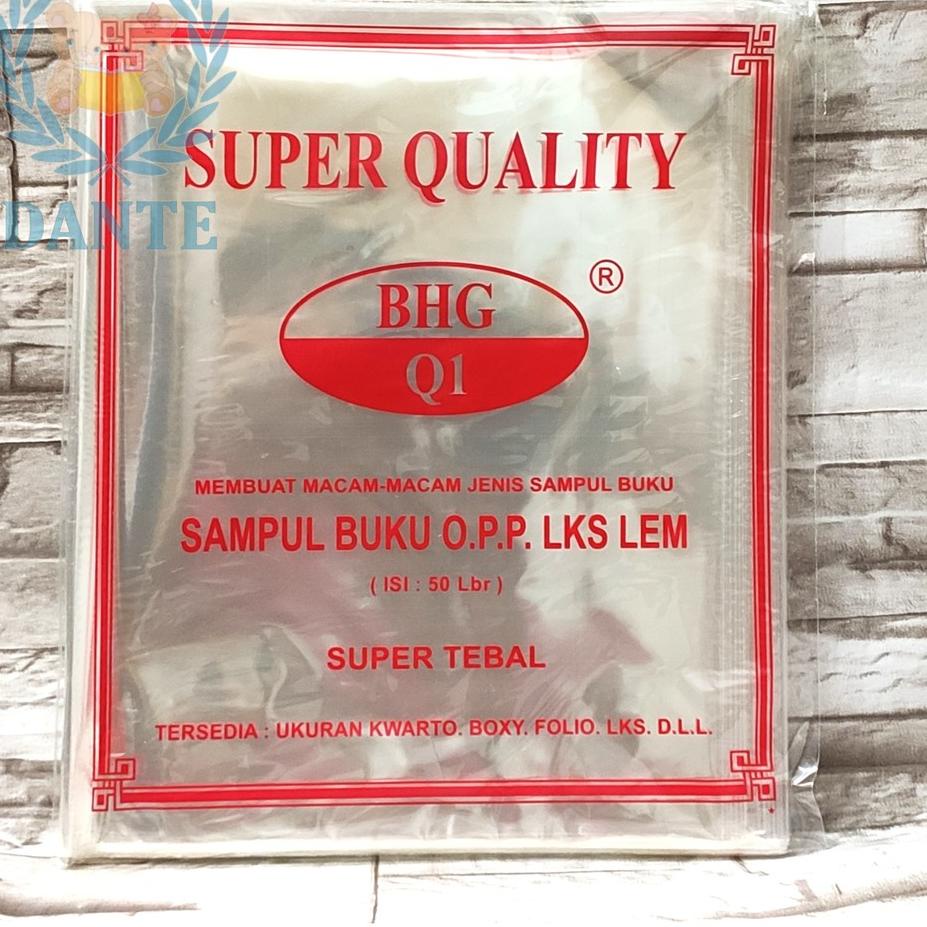 SUPER QUALITY
DANTE
BHG
®
Q1
MEMBUAT MACAM-MACAM JENIS SAMPUL BUKU
SAMPUL BUKU O.P.P. LKS LEM
( ISI : 50 Lbr )
SUPER TEBAL
TERSEDIA : UKURAN KWARTO. BOXY. FOLIO. LKS. D.L.L.